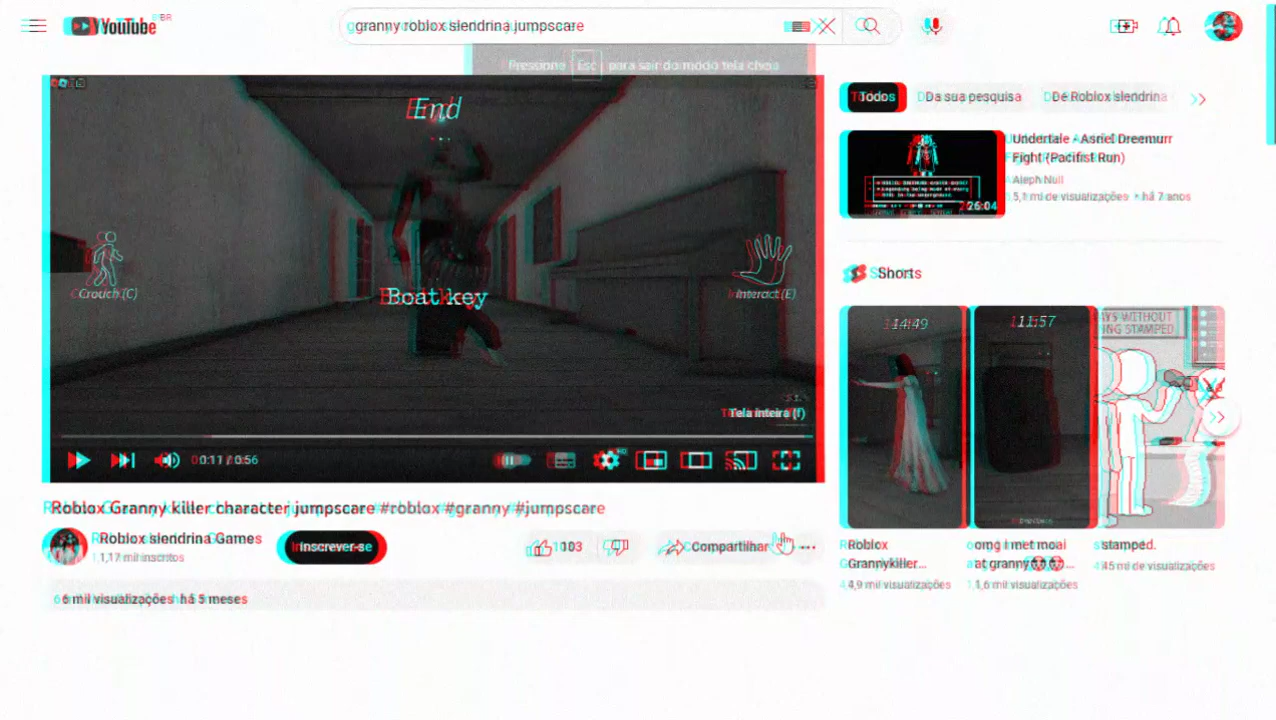 YouTube BR
granny roblox slendrina jumpscare
Pressione Esc para sair do modo tela cheia
End
Crouch (C)
Interact (E)
Boat key
Tela inteira (f)
0:11 / 0:56
Roblox Granny killer character jumpscare #roblox #granny #jumpscare
Roblox slendrina Games
1,17 mil inscritos
Inscrever-se
103
Compartilhar
6 mil visualizações há 5 meses
Todos
Da sua pesquisa
De Roblox slendrin
Undertale - Asriel Dreemurr
Fight (Pacifist Run)
Aleph Null
5,1 mi de visualizações • há 7 anos
26:04
Shorts
14:49
11:57
AYS WITHOUT
NG STAMPED
Roblox
Grannykiller...
4,9 mil visualizações
omg I met moai
at granny😨😨...
1,6 mil visualizações
stamped.
45 mi de visualizações